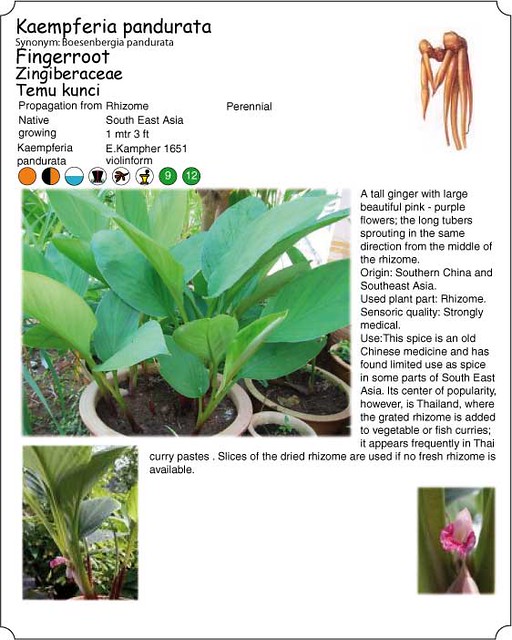 Kaempferia pandurata
Synonym: Boesenbergia pandurata
Fingerroot
Zingiberaceae
Temu kunci
Propagation from Rhizome Perennial
Native South East Asia
growing 1 mtr 3 ft
Kaempferia E.Kampher 1651
pandurata violinform
9 12
A tall ginger with large
beautiful pink - purple
flowers; the long tubers
sprouting in the same
direction from the middle of
the rhizome.
Origin: Southern China and
Southeast Asia.
Used plant part: Rhizome.
Sensoric quality: Strongly
medical.
Use:This spice is an old
Chinese medicine and has
found limited use as spice
in some parts of South East
Asia. Its center of popularity,
however, is Thailand, where
the grated rhizome is added
to vegetable or fish curries;
it appears frequently in Thai
curry pastes . Slices of the dried rhizome are used if no fresh rhizome is
available.